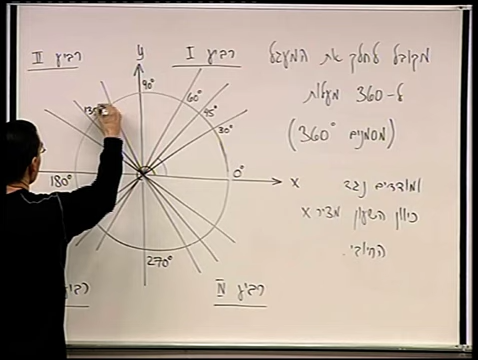 רביע II
רביע I
y
מקובל לחלק את המעגל
ל-360 מעלות
(מסמנים 360°)
ומודדים נגד
כיוון השעון מציר x
החיובי.
90°
60°
45°
30°
135
180°
0°
x
270°
רביע IV